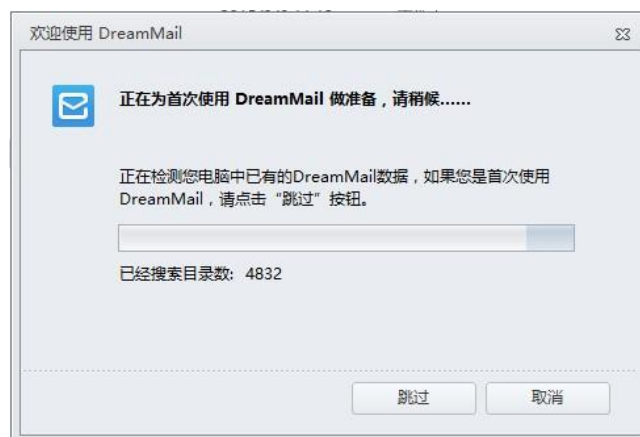 欢迎使用 DreamMail
正在为首次使用 DreamMail 做准备，请稍候……
正在检测您电脑中已有的DreamMail数据，如果您是首次使用
DreamMail，请点击“跳过”按钮。
已经搜索目录数: 4832
跳过
取消